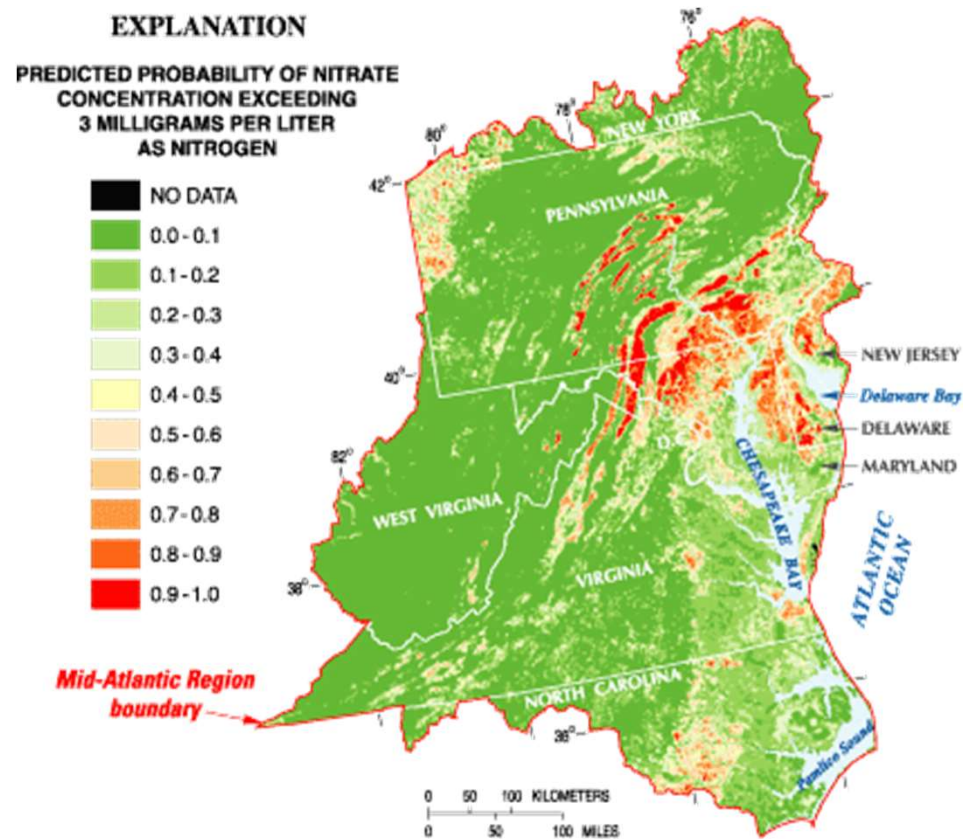 EXPLANATION
PREDICTED PROBABILITY OF NITRATE
CONCENTRATION EXCEEDING
3 MILLIGRAMS PER LITER
AS NITROGEN
NO DATA
0.0 - 0.1
0.1 - 0.2
0.2 - 0.3
0.3 - 0.4
0.4 - 0.5
0.5 - 0.6
0.6 - 0.7
0.7 - 0.8
0.8 - 0.9
0.9 - 1.0
76°
78°
80°
82°
42°
40°
38°
36°
NEW YORK
PENNSYLVANIA
WEST VIRGINIA
VIRGINIA
NORTH CAROLINA
D.C.
CHESAPEAKE BAY
NEW JERSEY
Delaware Bay
DELAWARE
MARYLAND
ATLANTIC
OCEAN
Pamlico Sound
Mid-Atlantic Region
boundary
0 50 100 KILOMETERS
0 50 100 MILES